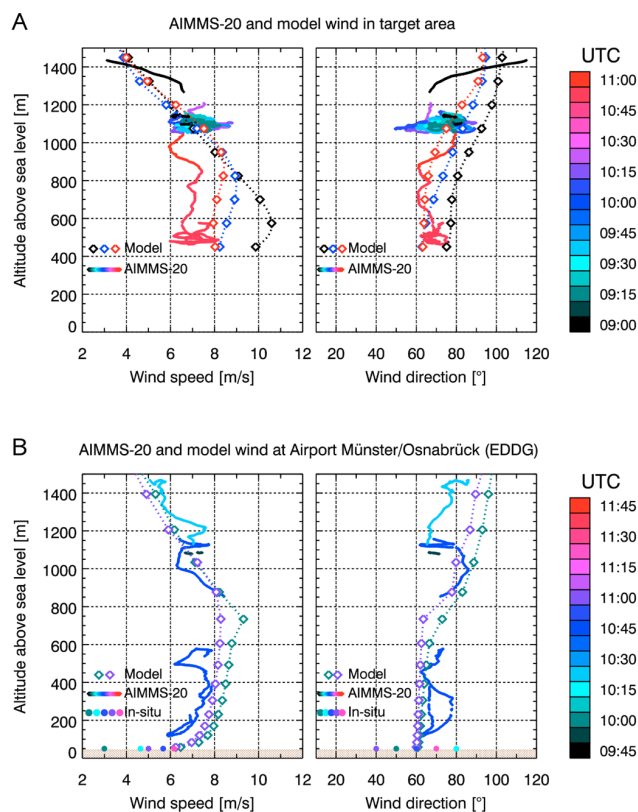 A
AIMMS-20 and model wind in target area
UTC
1400
1200
1000
800
600
400
200
0
Altitude above sea level [m]
Model
AIMMS-20
2 4 6 8 10 12
Wind speed [m/s]
20 40 60 80 100 120
Wind direction [°]
11:00
10:45
10:30
10:15
10:00
09:45
09:30
09:15
09:00
B
AIMMS-20 and model wind at Airport Münster/Osnabrück (EDDG)
UTC
1400
1200
1000
800
600
400
200
0
Altitude above sea level [m]
Model
AIMMS-20
In-situ
Model
AIMMS-20
In-situ
2 4 6 8 10 12
Wind speed [m/s]
20 40 60 80 100 120
Wind direction [°]
11:45
11:30
11:15
11:00
10:45
10:30
10:15
10:00
09:45